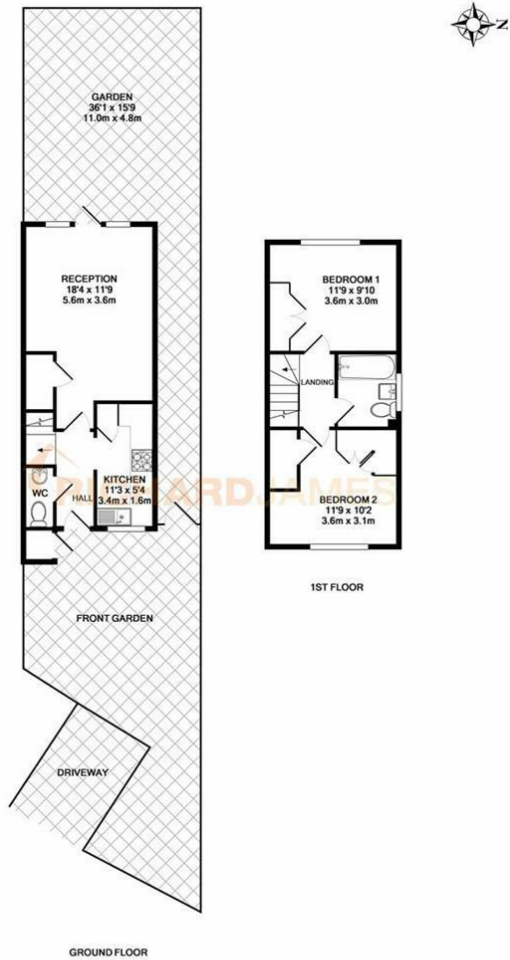 N
GARDEN
36'1 x 15'9
11.0m x 4.8m
RECEPTION
18'4 x 11'9
5.6m x 3.6m
BEDROOM 1
11'9 x 9'10
3.6m x 3.0m
LANDING
KITCHEN
11'3 x 5'4
3.4m x 1.6m
WC
HALL
BEDROOM 2
11'9 x 10'2
3.6m x 3.1m
RICHARD JAMES
1ST FLOOR
FRONT GARDEN
DRIVEWAY
GROUND FLOOR